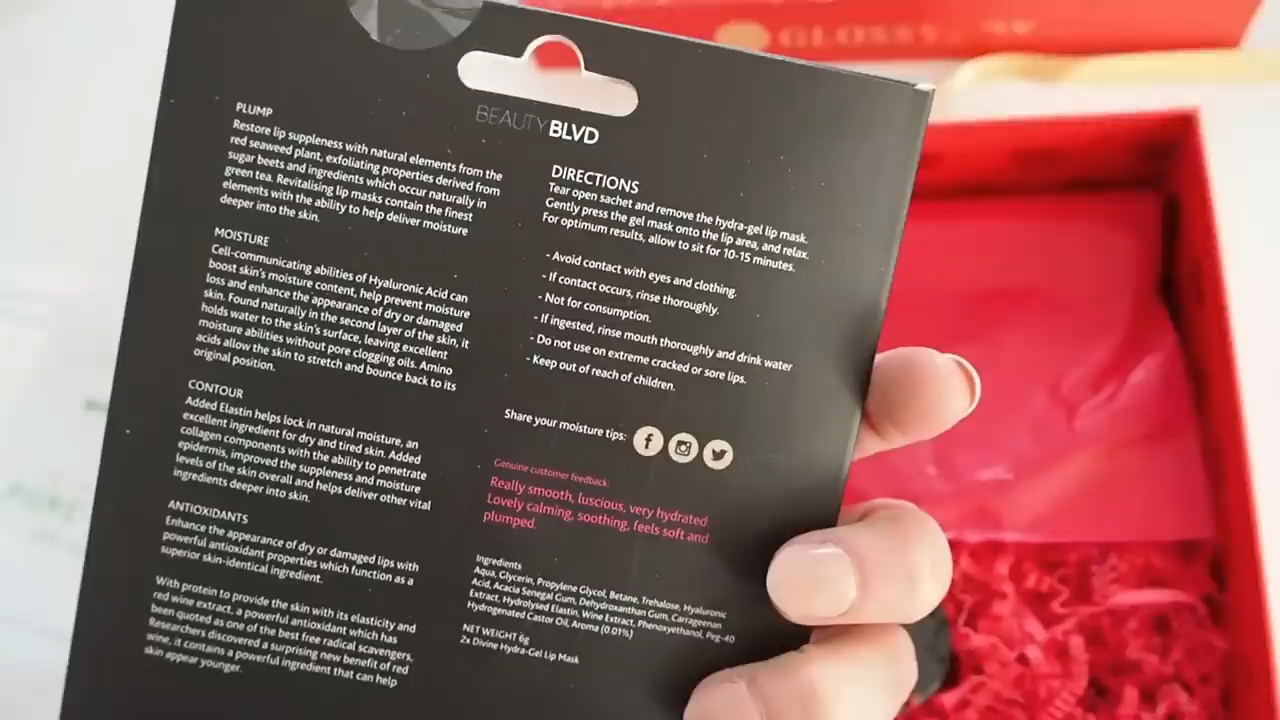 GLOSSY
BEAUTYBLVD
PLUMP
Restore lip suppleness with natural elements from the
red seaweed plant, exfoliating properties derived from
sugar beets and ingredients which occur naturally in
green tea. Revitalising lip masks contain the finest
elements with the ability to help deliver moisture
deeper into the skin.
MOISTURE
Cell-communicating abilities of Hyaluronic Acid can
boost skin's moisture content, help prevent moisture
loss and enhance the appearance of dry or damaged
skin. Found naturally in the second layer of the skin, it
holds water to the skin's surface, leaving excellent
moisture abilities without pore clogging oils. Amino
acids allow the skin to stretch and bounce back to its
original position.
CONTOUR
Added Elastin helps lock in natural moisture, an
excellent ingredient for dry and tired skin. Added
collagen components with the ability to penetrate
epidermis, improved the suppleness and moisture
levels of the skin overall and helps deliver other vital
ingredients deeper into skin.
ANTIOXIDANTS
Enhance the appearance of dry or damaged lips with
powerful antioxidant properties which function as a
superior skin-identical ingredient.
With protein to provide the skin with its elasticity and
red wine extract, a powerful antioxidant which has
been quoted as one of the best free radical scavengers,
Researchers discovered a surprising new benefit of red
wine, it contains a powerful ingredient that can help
skin appear younger.
DIRECTIONS
Tear open sachet and remove the hydra-gel lip mask.
Gently press the gel mask onto the lip area, and relax.
For optimum results, allow to sit for 10-15 minutes.
- Avoid contact with eyes and clothing.
- If contact occurs, rinse thoroughly.
- Not for consumption.
- If ingested, rinse mouth thoroughly and drink water
- Do not use on extreme cracked or sore lips.
- Keep out of reach of children.
Share your moisture tips:
Genuine customer feedback:
Really smooth, luscious, very hydrated.
Lovely calming, soothing, feels soft and
plumped.
Ingredients
Aqua, Glycerin, Propylene Glycol, Betane, Trehalose, Hyaluronic
Acid, Acacia Senegal Gum, Dehydroxanthan Gum, Carrageenan
Extract, Hydrolysed Elastin, Wine Extract, Phenoxyethanol, Peg-40
Hydrogenated Castor Oil, Aroma (0.01%)
NET WEIGHT 6g
2x Divine Hydra-Gel Lip Mask